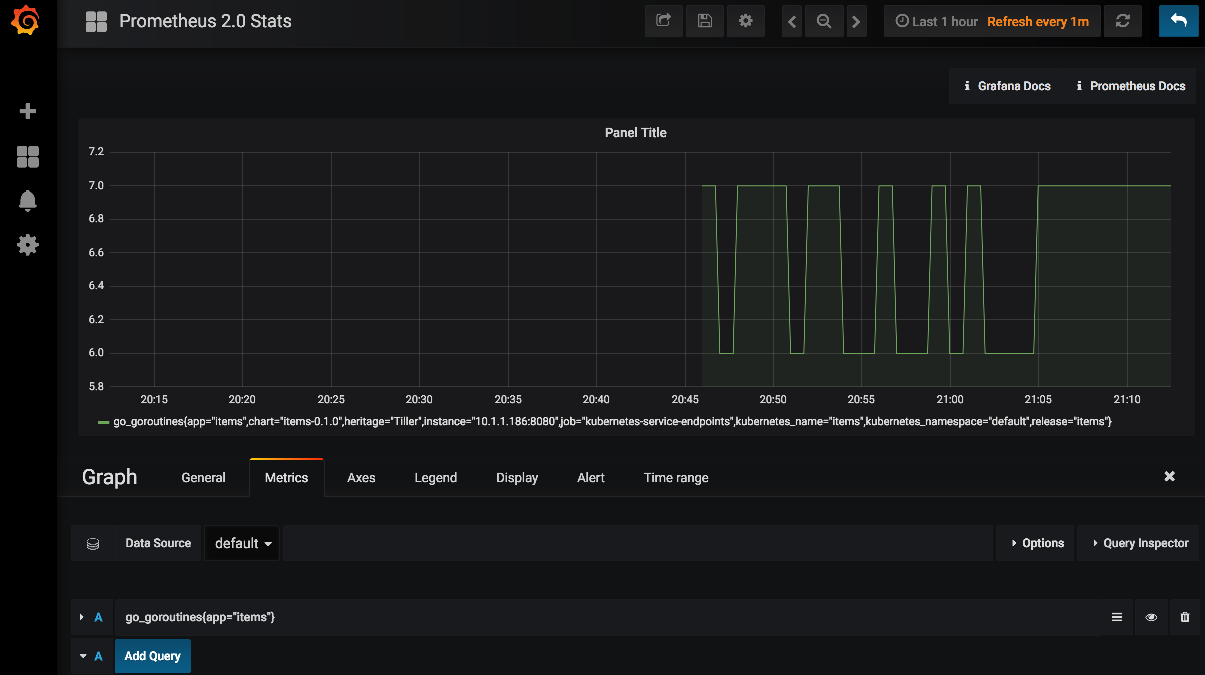 Prometheus 2.0 Stats
Last 1 hour Refresh every 1m
Grafana Docs Prometheus Docs
Panel Title
7.2
7.0
6.8
6.6
6.4
6.2
6.0
5.8
20:15 20:20 20:25 20:30 20:35 20:40 20:45 20:50 20:55 21:00 21:05 21:10
go_goroutines{app="items",chart="items-0.1.0",heritage="Tiller",instance="10.1.1.186:8080",job="kubernetes-service-endpoints",kubernetes_name="items",kubernetes_namespace="default",release="items"}
Graph General Metrics Axes Legend Display Alert Time range
Data Source default Options Query Inspector
A go_goroutines{app="items"}
A Add Query